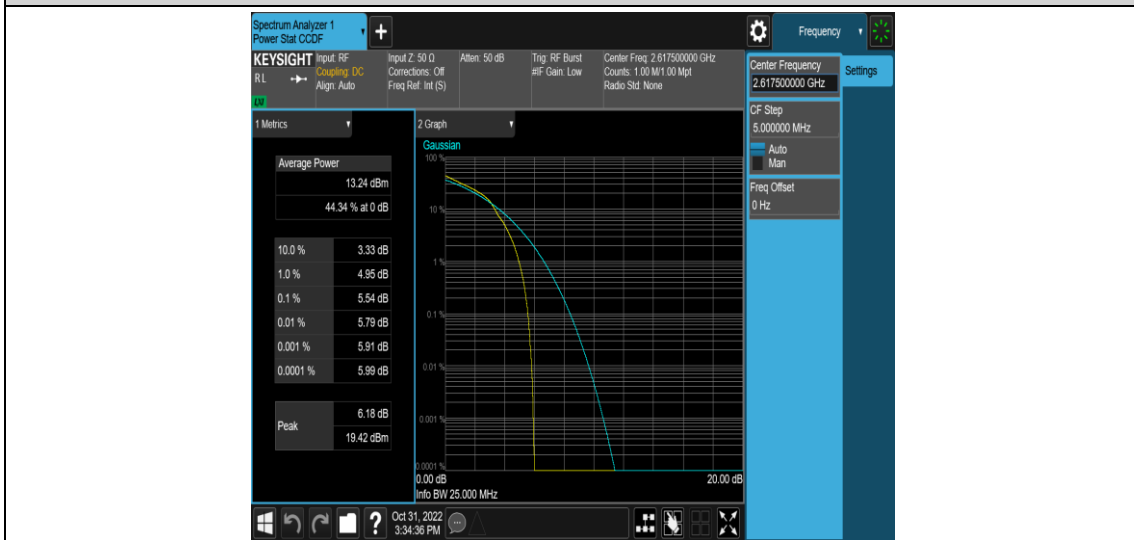 Spectrum Analyzer 1
Power Stat CCDF
+
Frequency
KEYSIGHT
RL
LXI
Input: RF
Coupling: DC
Align: Auto
Input Z: 50 Ω
Corrections: Off
Freq Ref: Int (S)
Atten: 50 dB
Trig: RF Burst
#IF Gain: Low
Center Freq: 2.617500000 GHz
Counts: 1.00 M/1.00 Mpt
Radio Std: None
Center Frequency
2.617500000 GHz
Settings
CF Step
5.000000 MHz
Auto
Man
Freq Offset
0 Hz
1 Metrics
Average Power
13.24 dBm
44.34 % at 0 dB
10.0 % 3.33 dB
1.0 % 4.95 dB
0.1 % 5.54 dB
0.01 % 5.79 dB
0.001 % 5.91 dB
0.0001 % 5.99 dB
Peak
6.18 dB
19.42 dBm
2 Graph
Gaussian
100 %
10 %
1 %
0.1 %
0.01 %
0.001 %
0.0001 %
0.00 dB 20.00 dB
Info BW 25.000 MHz
?
Oct 31, 2022
3:34:36 PM